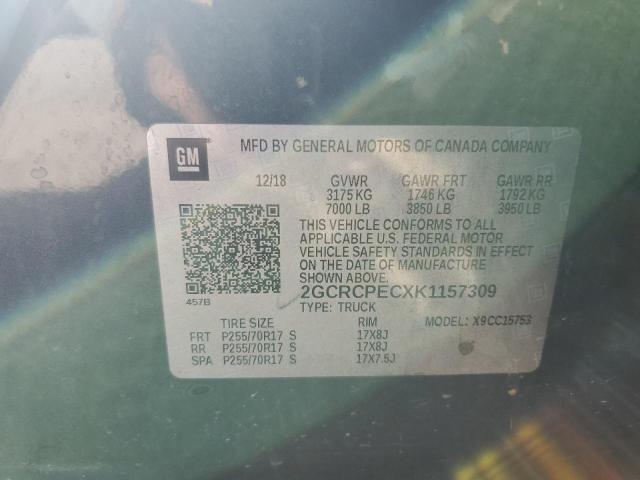 GM
MFD BY GENERAL MOTORS OF CANADA COMPANY
12/18 GVWR GAWR FRT GAWR RR
3175 KG 1746 KG 1792 KG
7000 LB 3850 LB 3950 LB
THIS VEHICLE CONFORMS TO ALL
APPLICABLE U.S. FEDERAL MOTOR
VEHICLE SAFETY STANDARDS IN EFFECT
ON THE DATE OF MANUFACTURE
SHOWN ABOVE.
457B
2GCRCPECXK1157309
TYPE: TRUCK MODEL: X9CC15753
TIRE SIZE RIM
FRT P255/70R17 S 17X8J
RR P255/70R17 S 17X8J
SPA P255/70R17 S 17X7.5J